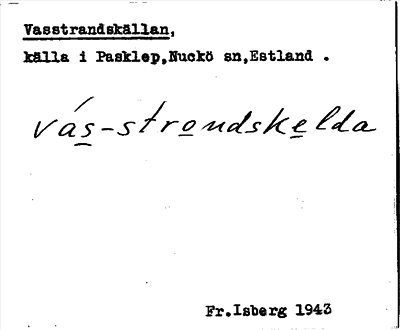 Vasstrandskällan,
källa i Pasklep,Nuckö sn,Estland .
vás-strondskelda
Fr.Isberg 1943